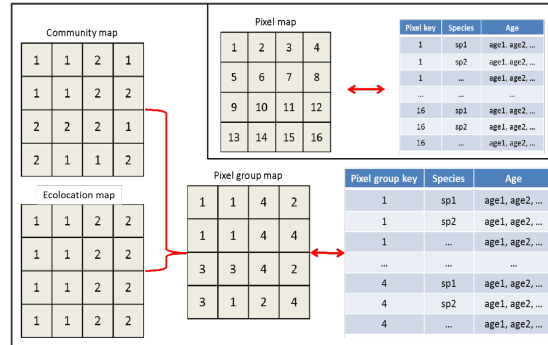 Community map
1 1 2 1
1 1 2 2
2 2 2 1
2 1 1 2
Ecolocation map
1 1 2 2
1 1 2 2
1 1 2 2
1 1 2 2
Pixel map
1 2 3 4
5 6 7 8
9 10 11 12
13 14 15 16
Pixel key Species Age
1 sp1 age1, age2, ...
1 sp2 age1, age2, ...
1 ... age1, age2, ...
... ... ...
16 sp1 age1, age2, ...
16 sp2 age1, age2, ...
16 ... age1, age2, ...
Pixel group map
1 1 4 2
1 1 4 4
3 3 4 2
3 1 2 4
Pixel group key Species Age
1 sp1 age1, age2, ...
1 sp2 age1, age2, ...
1 ... age1, age2, ...
... ... ...
4 sp1 age1, age2, ...
4 sp2 age1, age2, ...
4 ... age1, age2, ...